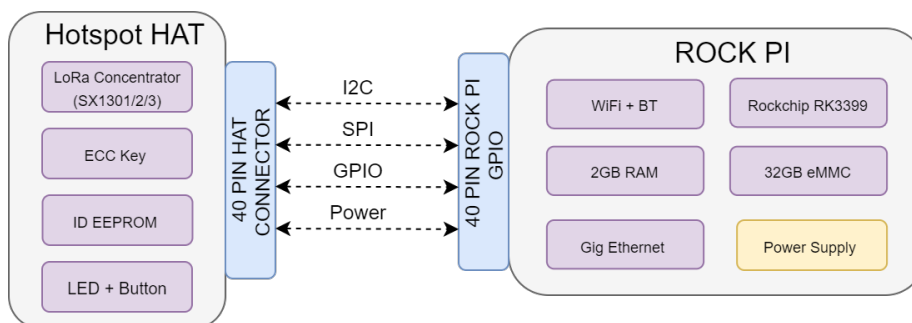 Hotspot HAT
LoRa Concentrator
(SX1301/2/3)
ECC Key
ID EEPROM
LED + Button
40 PIN HAT
CONNECTOR
I2C
SPI
GPIO
Power
40 PIN ROCK PI
GPIO
ROCK PI
WiFi + BT
Rockchip RK3399
2GB RAM
32GB eMMC
Gig Ethernet
Power Supply